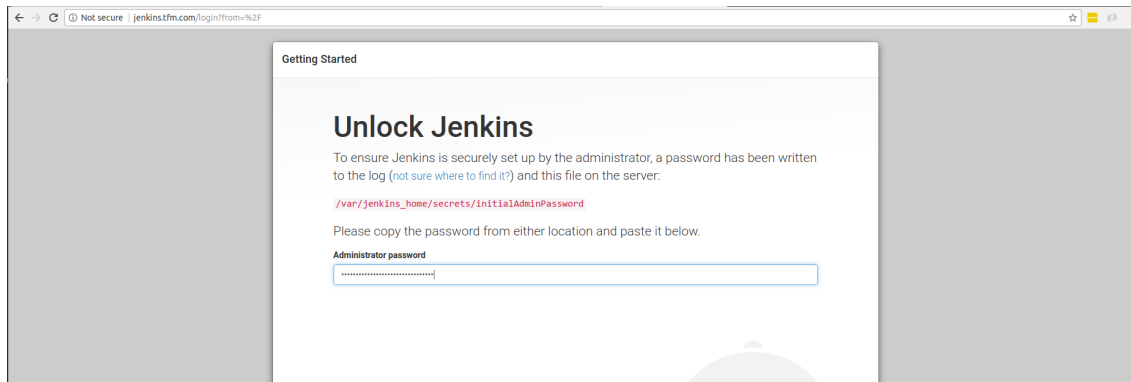 Not secure | jenkins.tfm.com/login?from=%2F
Getting Started
Unlock Jenkins
To ensure Jenkins is securely set up by the administrator, a password has been written
to the log (not sure where to find it?) and this file on the server:
/var/jenkins_home/secrets/initialAdminPassword
Please copy the password from either location and paste it below.
Administrator password